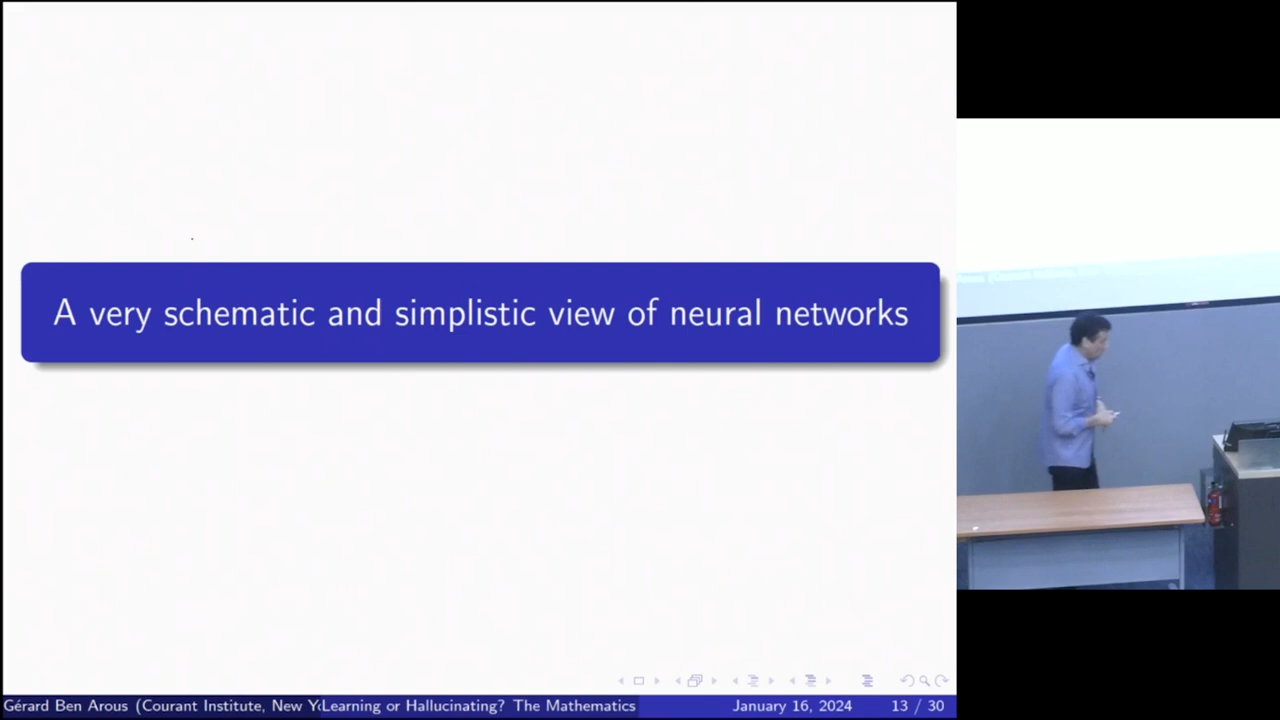 A very schematic and simplistic view of neural networks
Gérard Ben Arous (Courant Institute, New Y
Learning or Hallucinating? The Mathematics
January 16, 2024
13 / 30